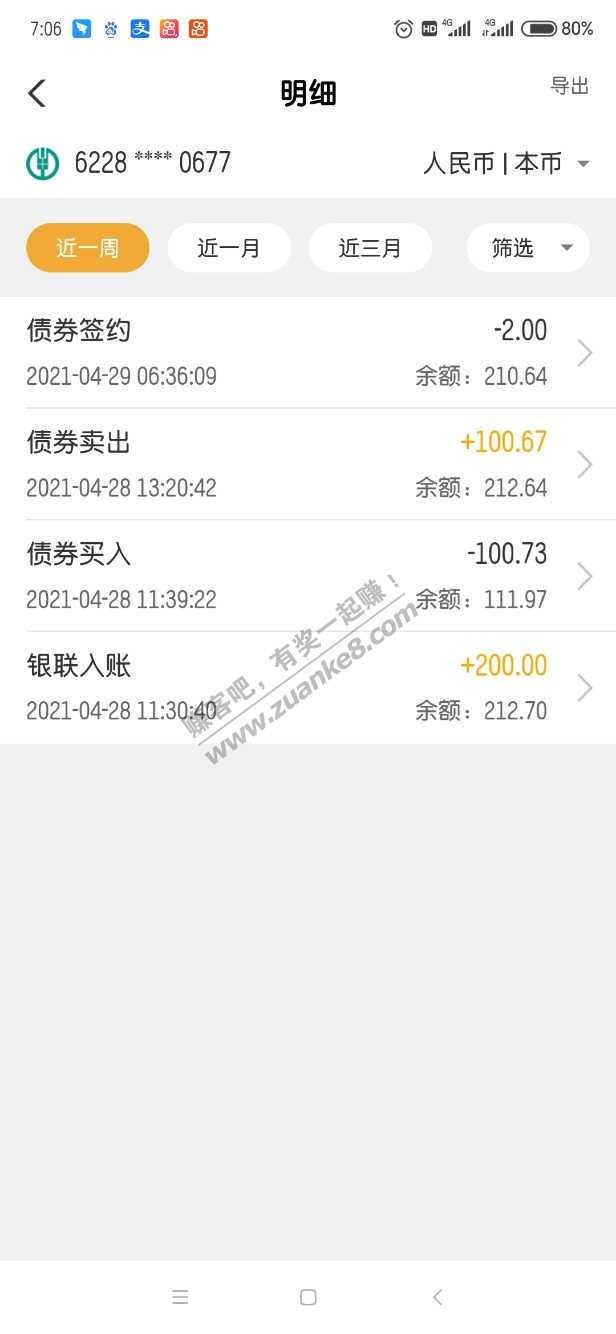 7:06 HD 4G 4G 80%
明细 导出
6228 **** 0677 人民币 | 本币
近一周 近一月 近三月 筛选
债券签约 -2.00
2021-04-29 06:36:09 余额：210.64
债券卖出 +100.67
2021-04-28 13:20:42 余额：212.64
债券买入 -100.73
2021-04-28 11:39:22 余额：111.97
银联入账 +200.00
2021-04-28 11:30:40 余额：212.70
赚客吧，有奖一起赚！
www.zuanke8.com